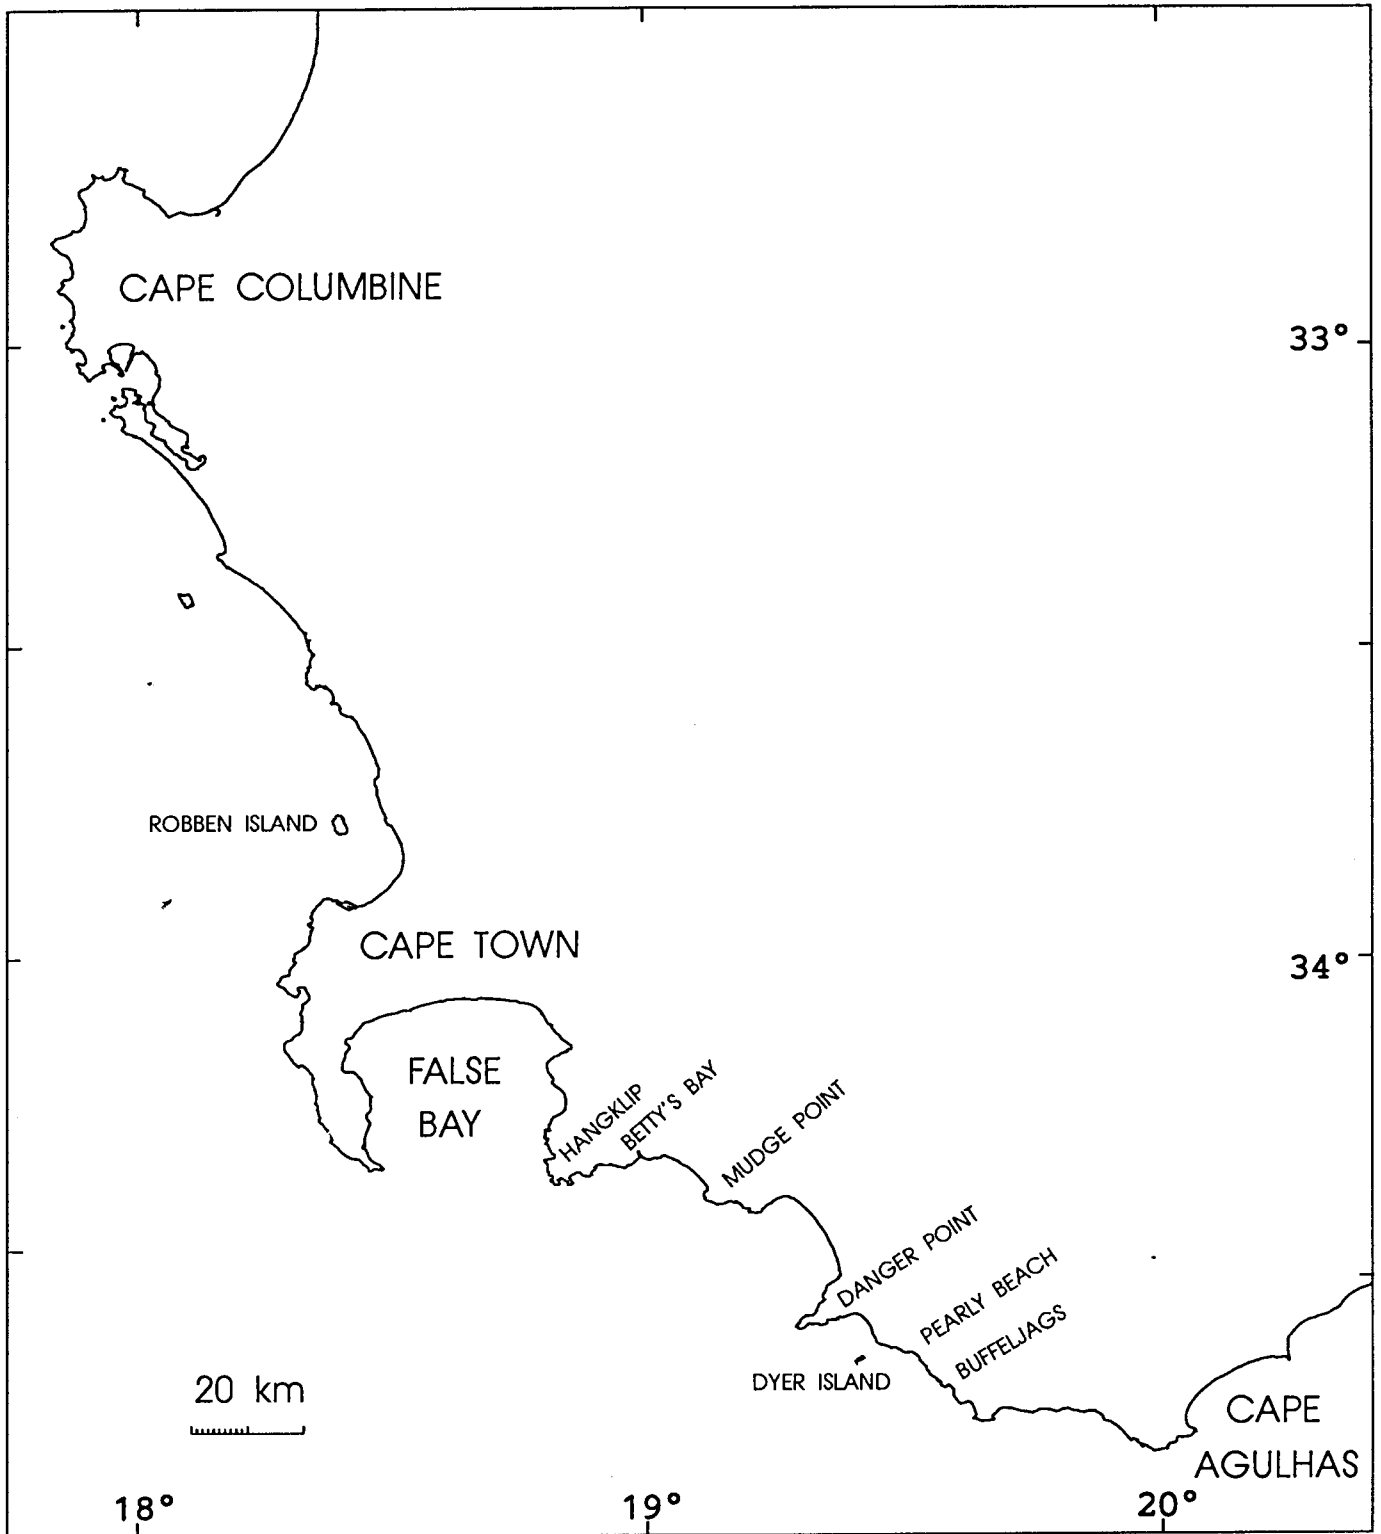 CAPE COLUMBINE
33°
ROBBEN ISLAND
CAPE TOWN
34°
FALSE
BAY
HANGKLIP
BETTY'S BAY
MUDGE POINT
DANGER POINT
PEARLY BEACH
BUFFELJAGS
DYER ISLAND
20 km
CAPE
AGULHAS
18°
19°
20°